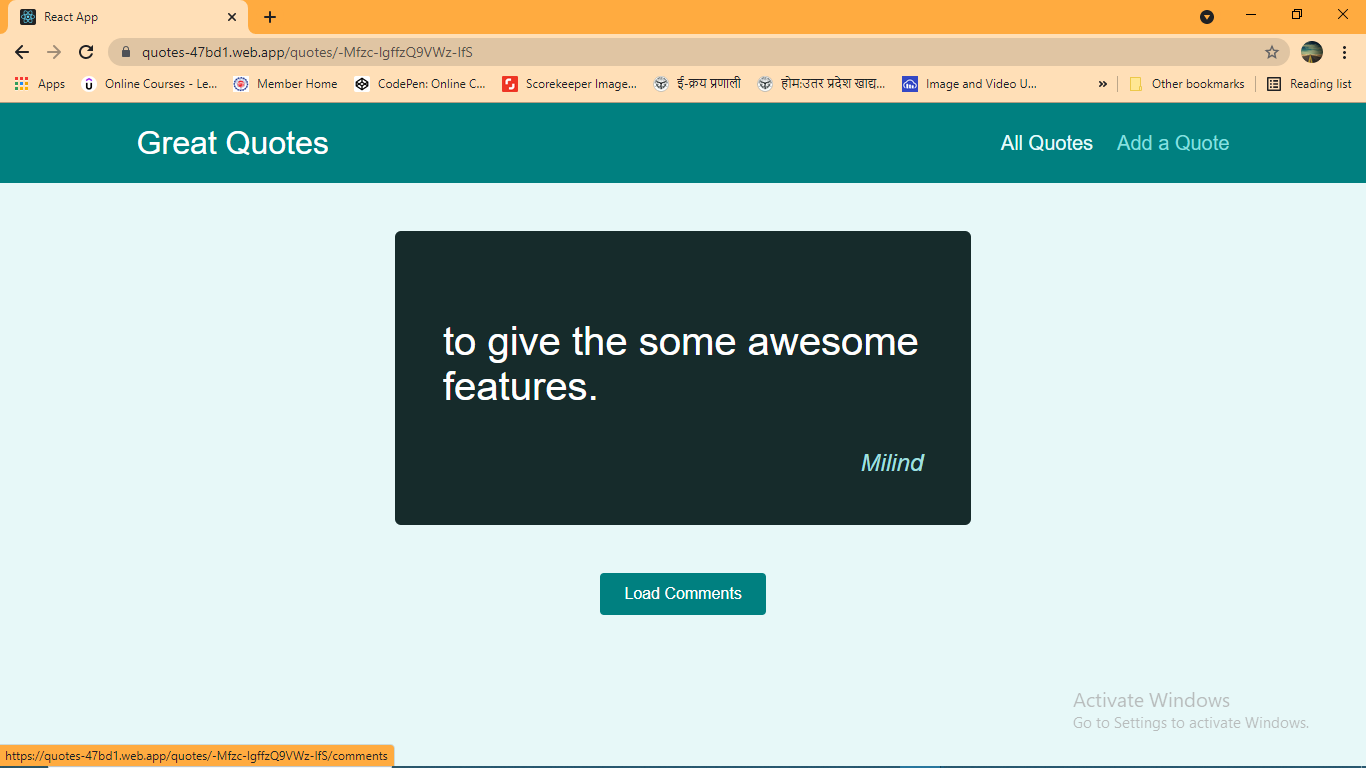 React App
quotes-47bd1.web.app/quotes/-Mfzc-IgffzQ9VWz-IfS
Apps
Online Courses - Le...
Member Home
CodePen: Online C...
Scorekeeper Image...
ई-क्रय प्रणाली
होम:उतर प्रदेश खाद्य...
Image and Video U...
»
Other bookmarks
Reading list
Great Quotes
All Quotes
Add a Quote
to give the some awesome
features.
Milind
Load Comments
Activate Windows
Go to Settings to activate Windows.
https://quotes-47bd1.web.app/quotes/-Mfzc-IgffzQ9VWz-IfS/comments